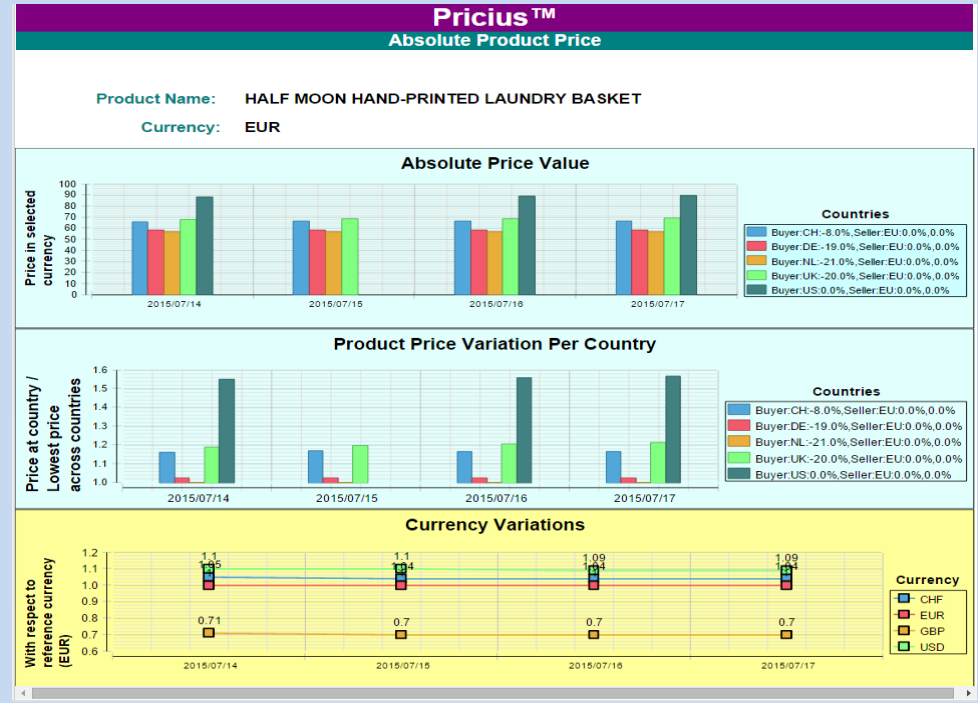 Pricius™
Absolute Product Price
Product Name: HALF MOON HAND-PRINTED LAUNDRY BASKET
Currency: EUR
Absolute Price Value
Price in selected
currency
100
90
80
70
60
50
40
30
20
10
0
2015/07/14 2015/07/15 2015/07/16 2015/07/17
Countries
Buyer:CH:-8.0%,Seller:EU:0.0%,0.0%
Buyer:DE:-19.0%,Seller:EU:0.0%,0.0%
Buyer:NL:-21.0%,Seller:EU:0.0%,0.0%
Buyer:UK:-20.0%,Seller:EU:0.0%,0.0%
Buyer:US:0.0%,Seller:EU:0.0%,0.0%
Product Price Variation Per Country
Price at country /
Lowest price
across countries
1.6
1.5
1.4
1.3
1.2
1.1
1.0
2015/07/14 2015/07/15 2015/07/16 2015/07/17
Countries
Buyer:CH:-8.0%,Seller:EU:0.0%,0.0%
Buyer:DE:-19.0%,Seller:EU:0.0%,0.0%
Buyer:NL:-21.0%,Seller:EU:0.0%,0.0%
Buyer:UK:-20.0%,Seller:EU:0.0%,0.0%
Buyer:US:0.0%,Seller:EU:0.0%,0.0%
Currency Variations
With respect to
reference currency
(EUR)
1.2
1.1
1.0
0.9
0.8
0.7
0.6
1.1 1.1 1.09 1.09
1.05 1.04 1.04 1.04
0.71 0.7 0.7 0.7
2015/07/14 2015/07/15 2015/07/16 2015/07/17
Currency
CHF
EUR
GBP
USD